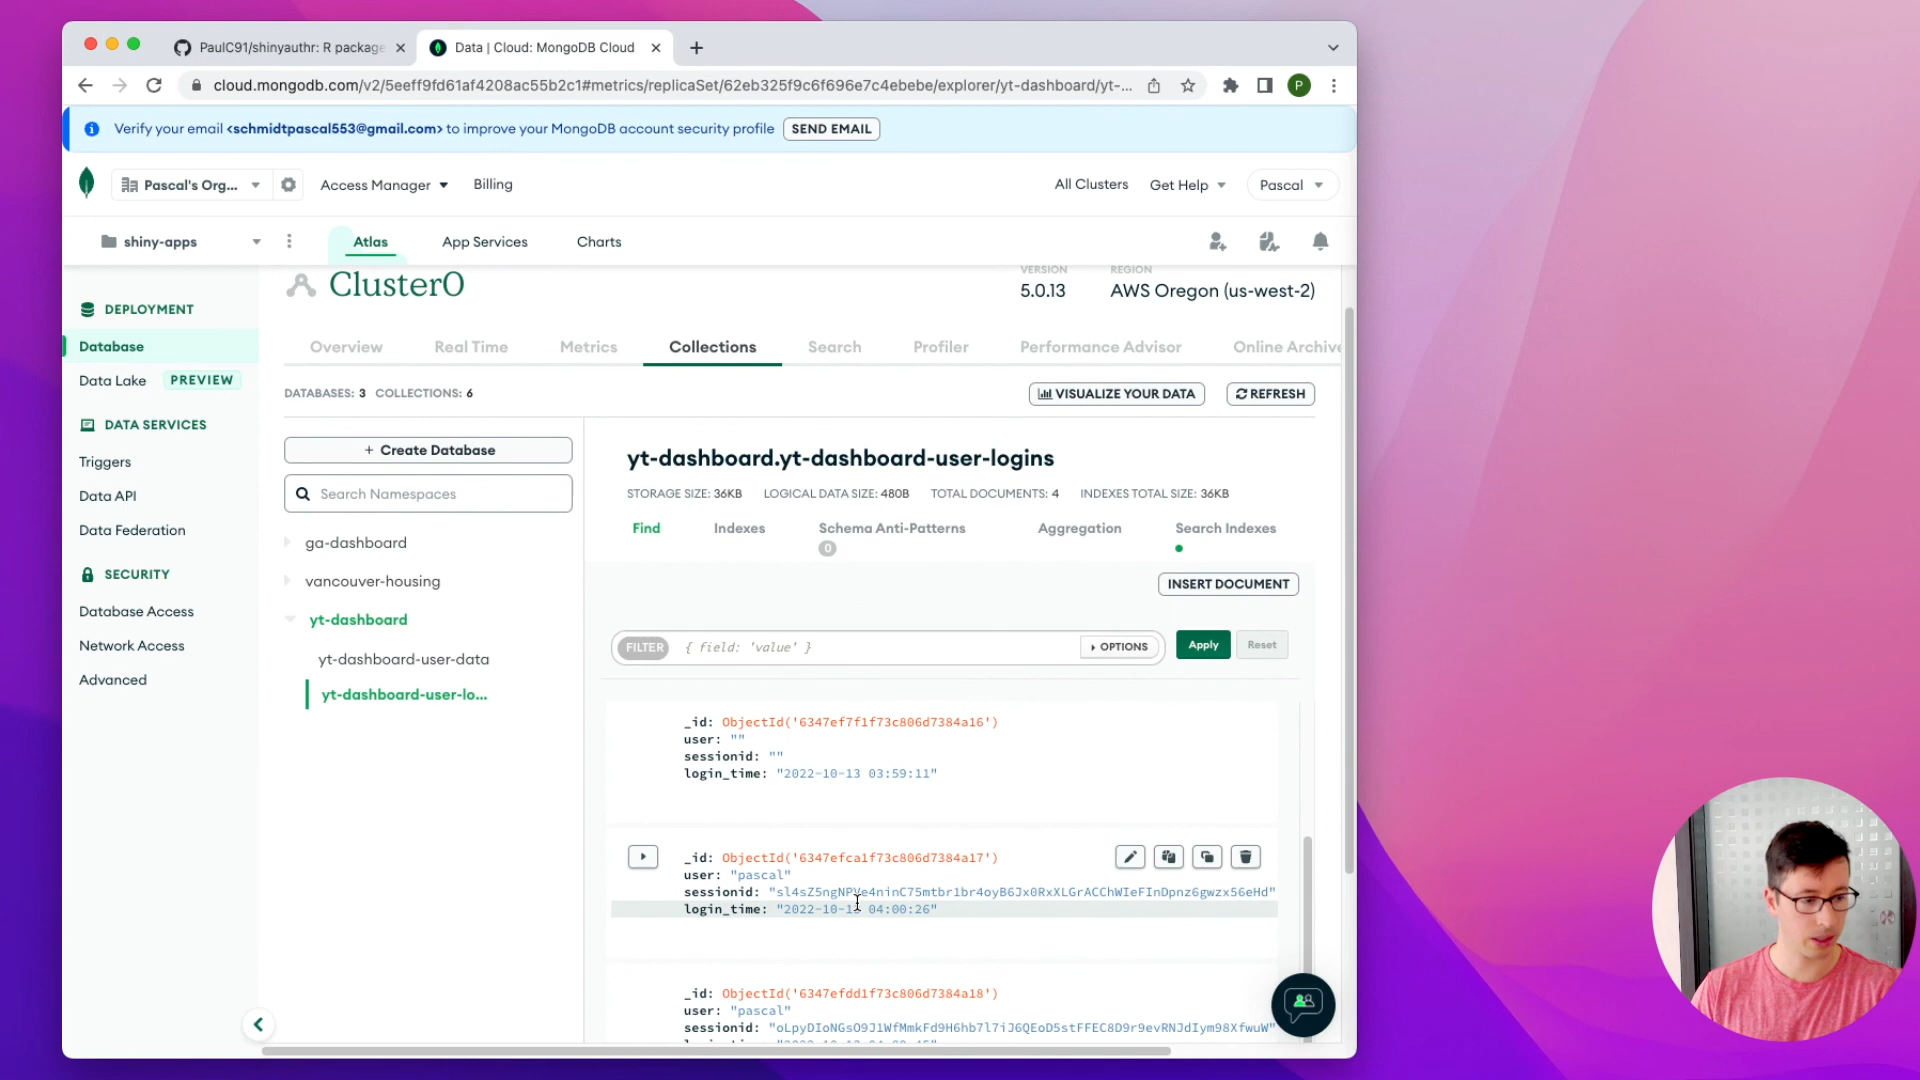 PaulC91/shinyauthr: R package
Data | Cloud: MongoDB Cloud
cloud.mongodb.com/v2/5eeff9fd61af4208ac55b2c1#metrics/replicaSet/62eb325f9c6f696e7c4ebebe/explorer/yt-dashboard/yt-...
P
Verify your email <schmidtpascal553@gmail.com> to improve your MongoDB account security profile
SEND EMAIL
Pascal's Org...
Access Manager
Billing
All Clusters
Get Help
Pascal
shiny-apps
Atlas
App Services
Charts
DEPLOYMENT
Database
Data Lake
PREVIEW
DATA SERVICES
Triggers
Data API
Data Federation
SECURITY
Database Access
Network Access
Advanced
Cluster0
VERSION
5.0.13
REGION
AWS Oregon (us-west-2)
Overview
Real Time
Metrics
Collections
Search
Profiler
Performance Advisor
Online Archive
DATABASES: 3 COLLECTIONS: 6
VISUALIZE YOUR DATA
REFRESH
+ Create Database
Search Namespaces
ga-dashboard
vancouver-housing
yt-dashboard
yt-dashboard-user-data
yt-dashboard-user-lo...
yt-dashboard.yt-dashboard-user-logins
STORAGE SIZE: 36KB LOGICAL DATA SIZE: 480B TOTAL DOCUMENTS: 4 INDEXES TOTAL SIZE: 36KB
Find
Indexes
Schema Anti-Patterns
0
Aggregation
Search Indexes
INSERT DOCUMENT
FILTER
{ field: 'value' }
OPTIONS
Apply
Reset
_id: ObjectId('6347ef7f1f73c806d7384a16')
user: ""
sessionid: ""
login_time: "2022-10-13 03:59:11"
_id: ObjectId('6347efca1f73c806d7384a17')
user: "pascal"
sessionid:
login_time: "2022-10-13 04:00:26"
_id: ObjectId('6347efdd1f73c806d7384a18')
user: "pascal"
sessionid: